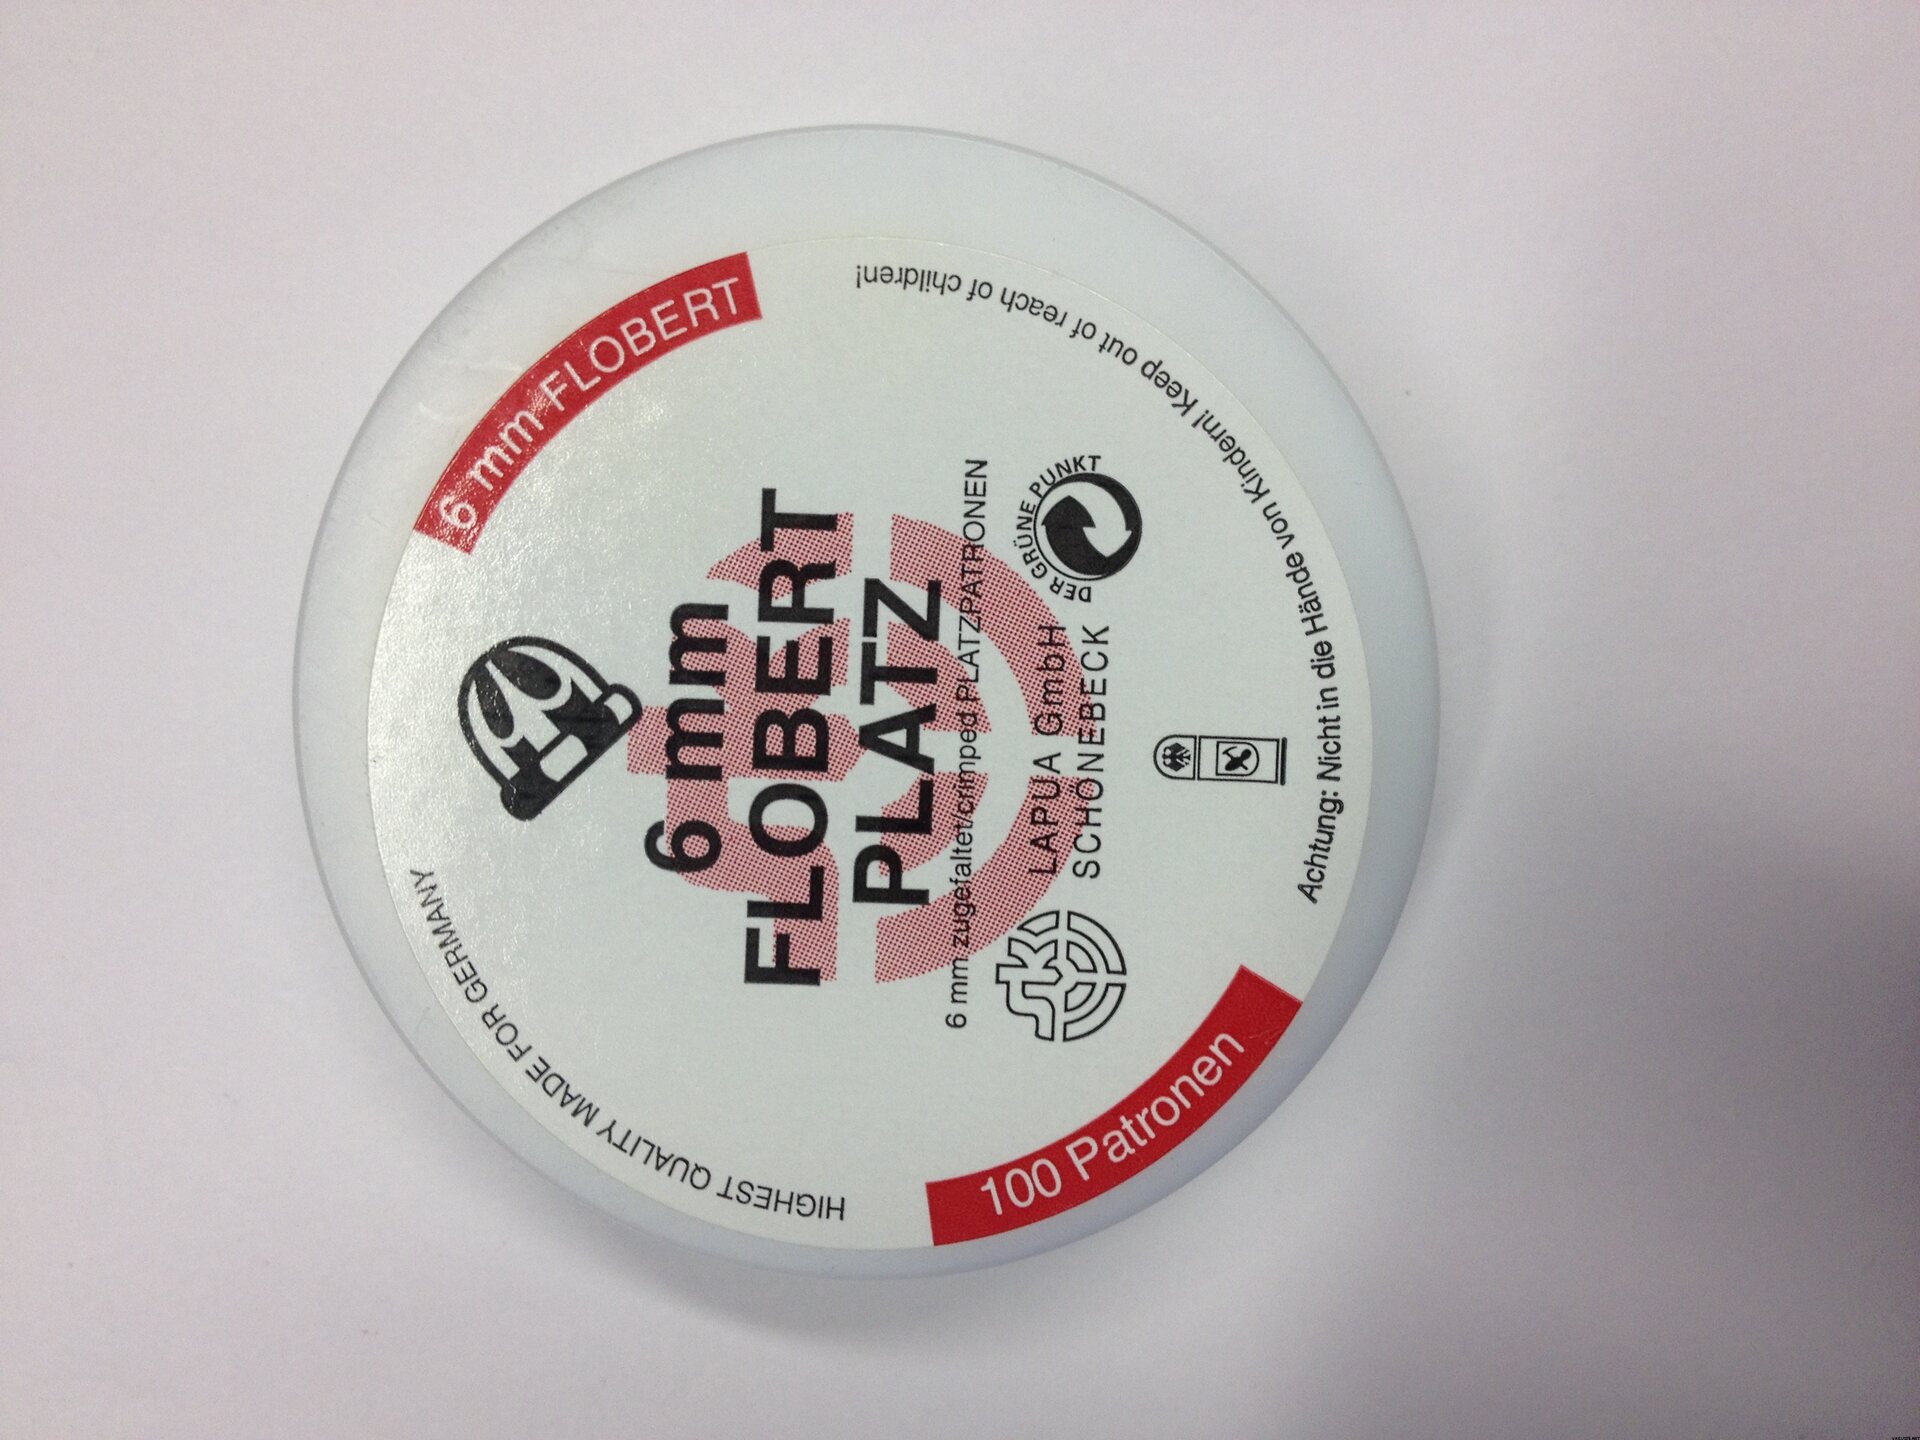 6 mm FLOBERT
HIGHEST QUALITY MADE FOR GERMANY
6 mm
FLOBERT
PLATZ
6 mm zugefaltet/crimped PLATZPATRONEN
LAPUA GmbH
SCHÖNEBECK
DER GRÜNE PUNKT
sk
100 Patronen
Achtung: Nicht in die Hände von Kindern! Keep out of reach of children!